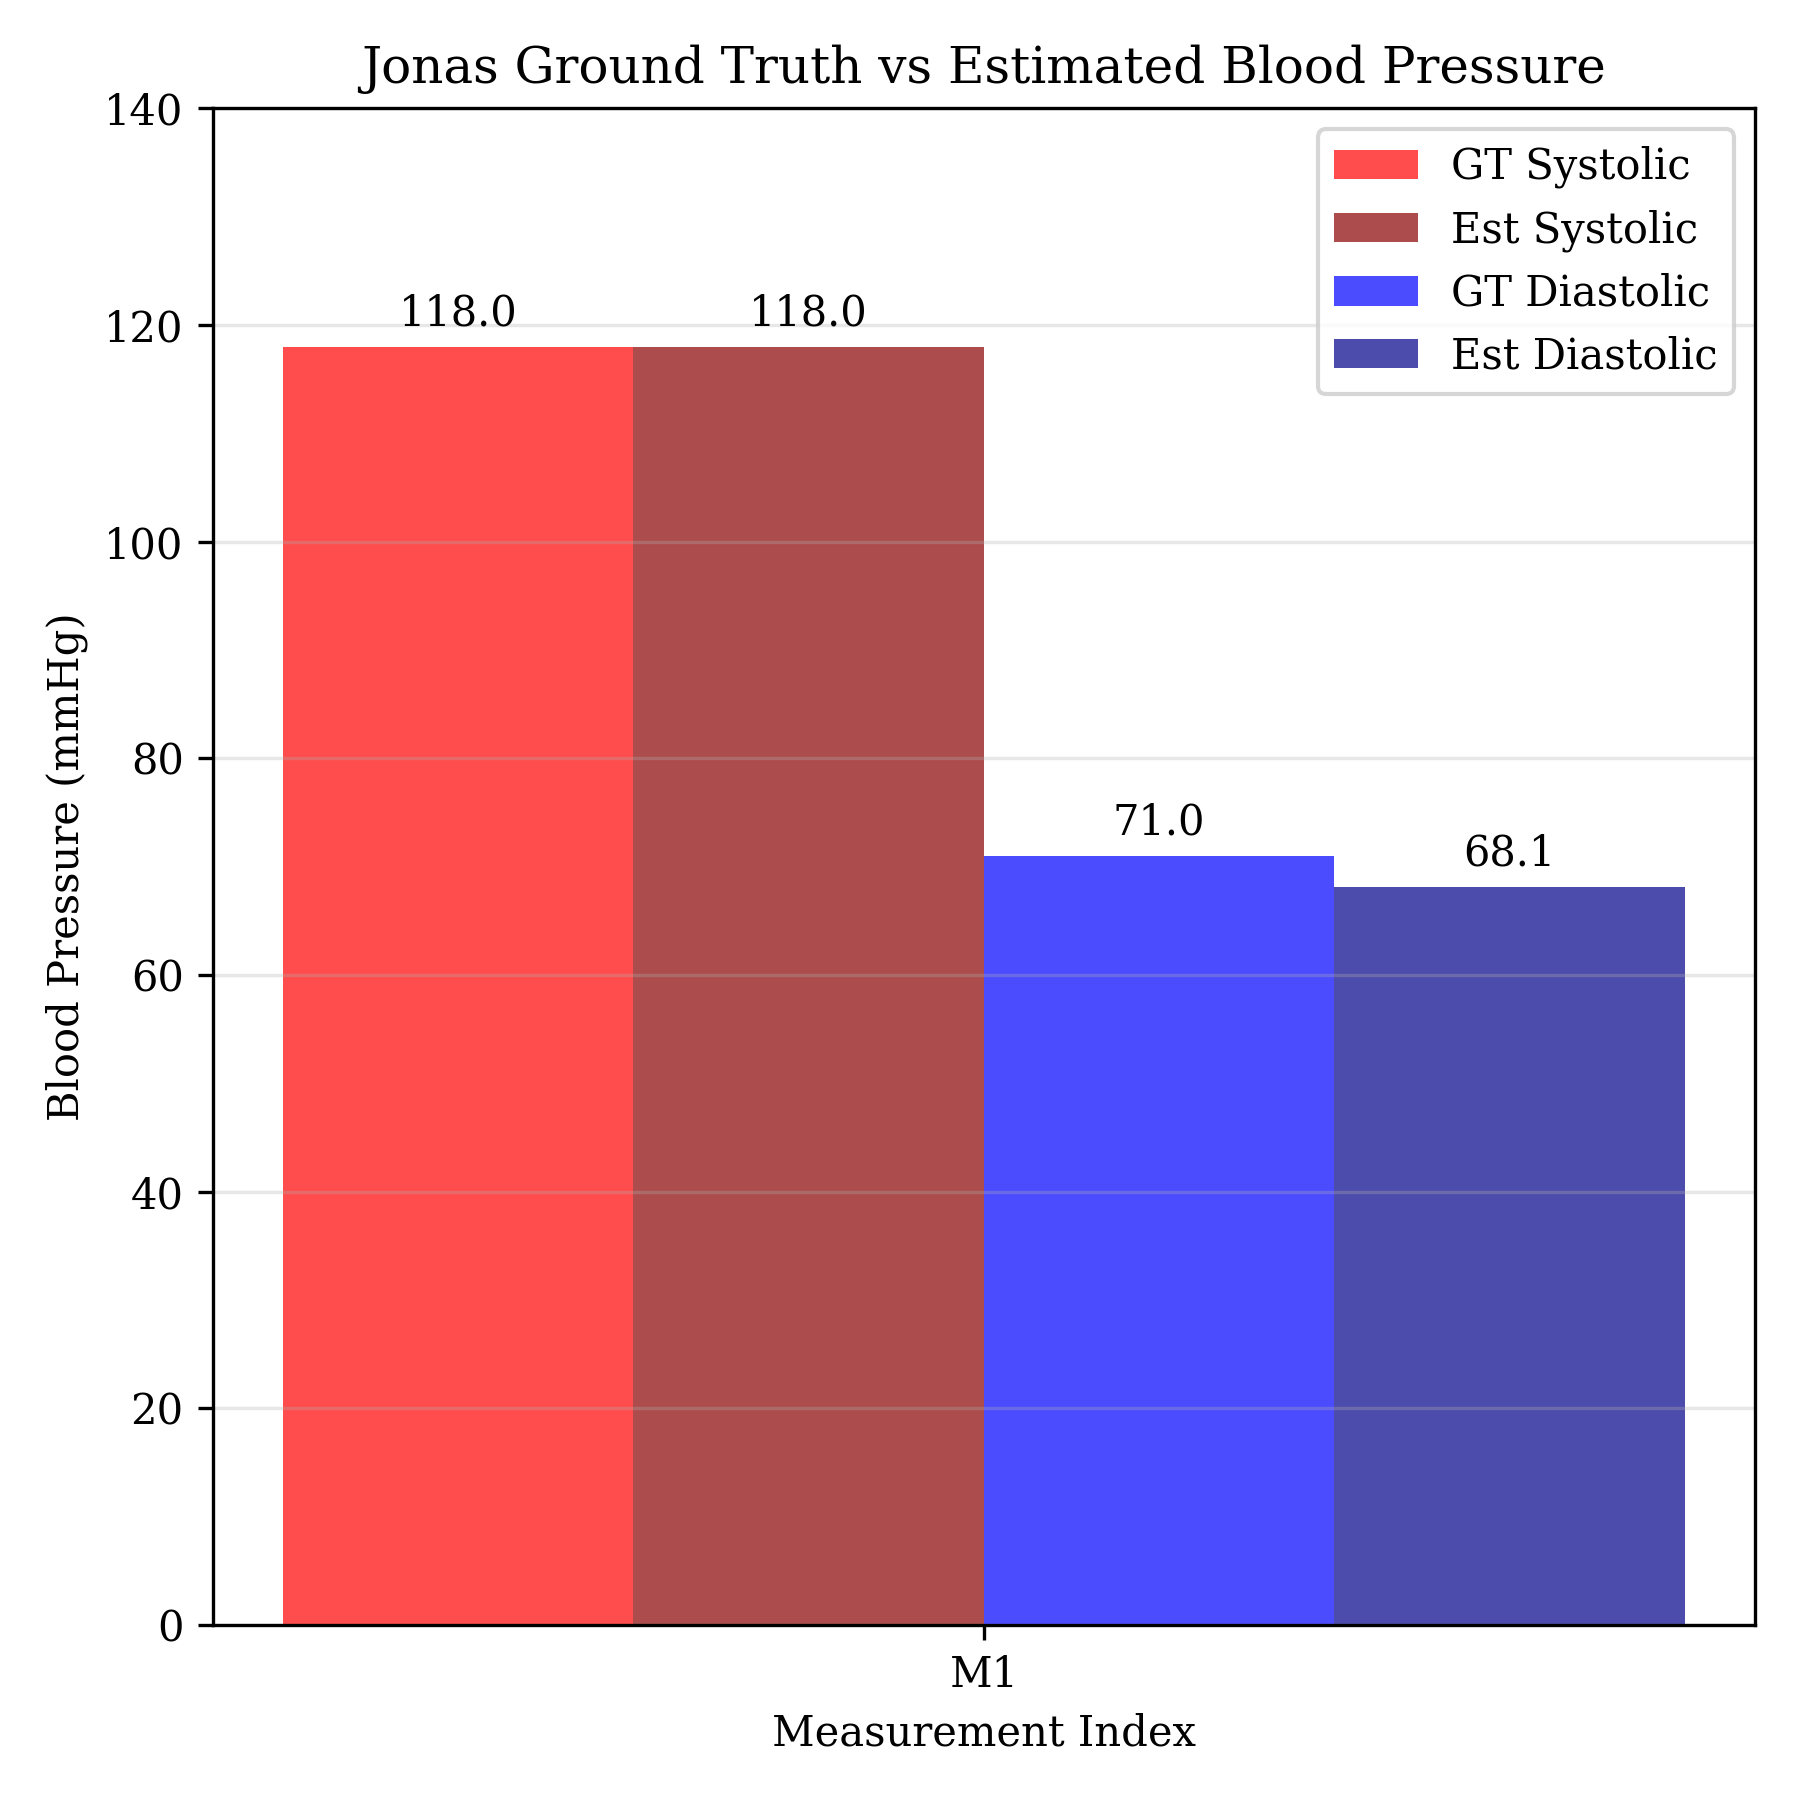 Jonas Ground Truth vs Estimated Blood Pressure
140
120
100
80
60
40
20
0
Blood Pressure (mmHg)
GT Systolic
Est Systolic
GT Diastolic
Est Diastolic
118.0
118.0
71.0
68.1
M1
Measurement Index